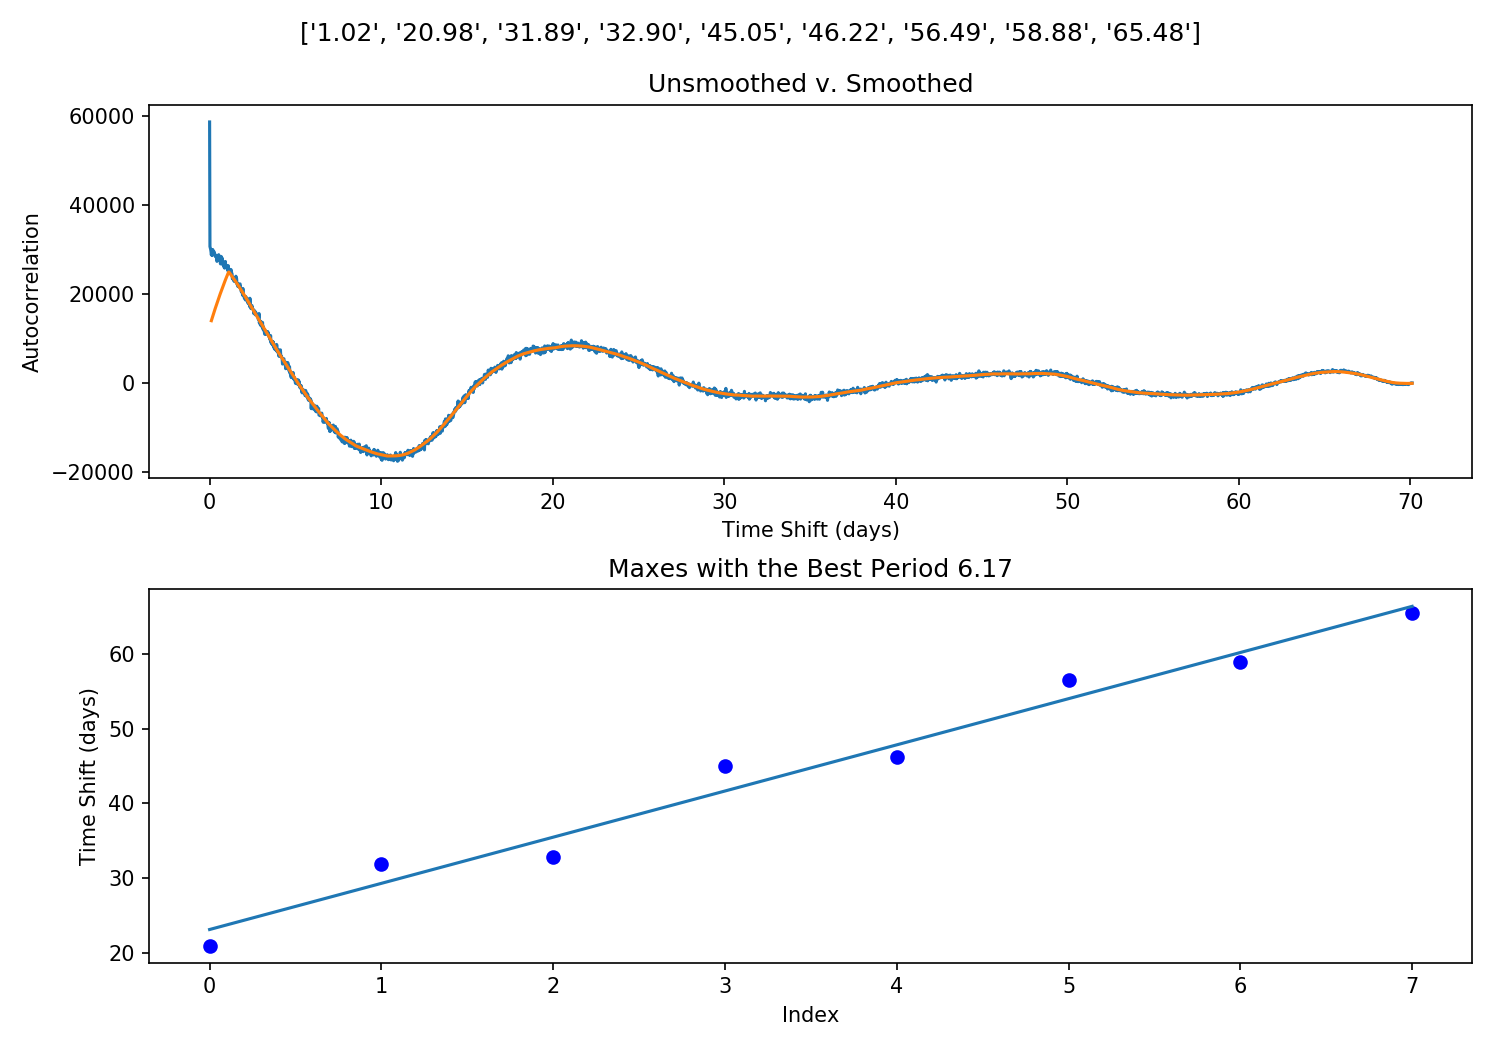 ['1.02', '20.98', '31.89', '32.90', '45.05', '46.22', '56.49', '58.88', '65.48']
Unsmoothed v. Smoothed
60000
40000
20000
0
−20000
Autocorrelation
0 10 20 30 40 50 60 70
Time Shift (days)
Maxes with the Best Period 6.17
60
50
40
30
20
Time Shift (days)
0 1 2 3 4 5 6 7
Index